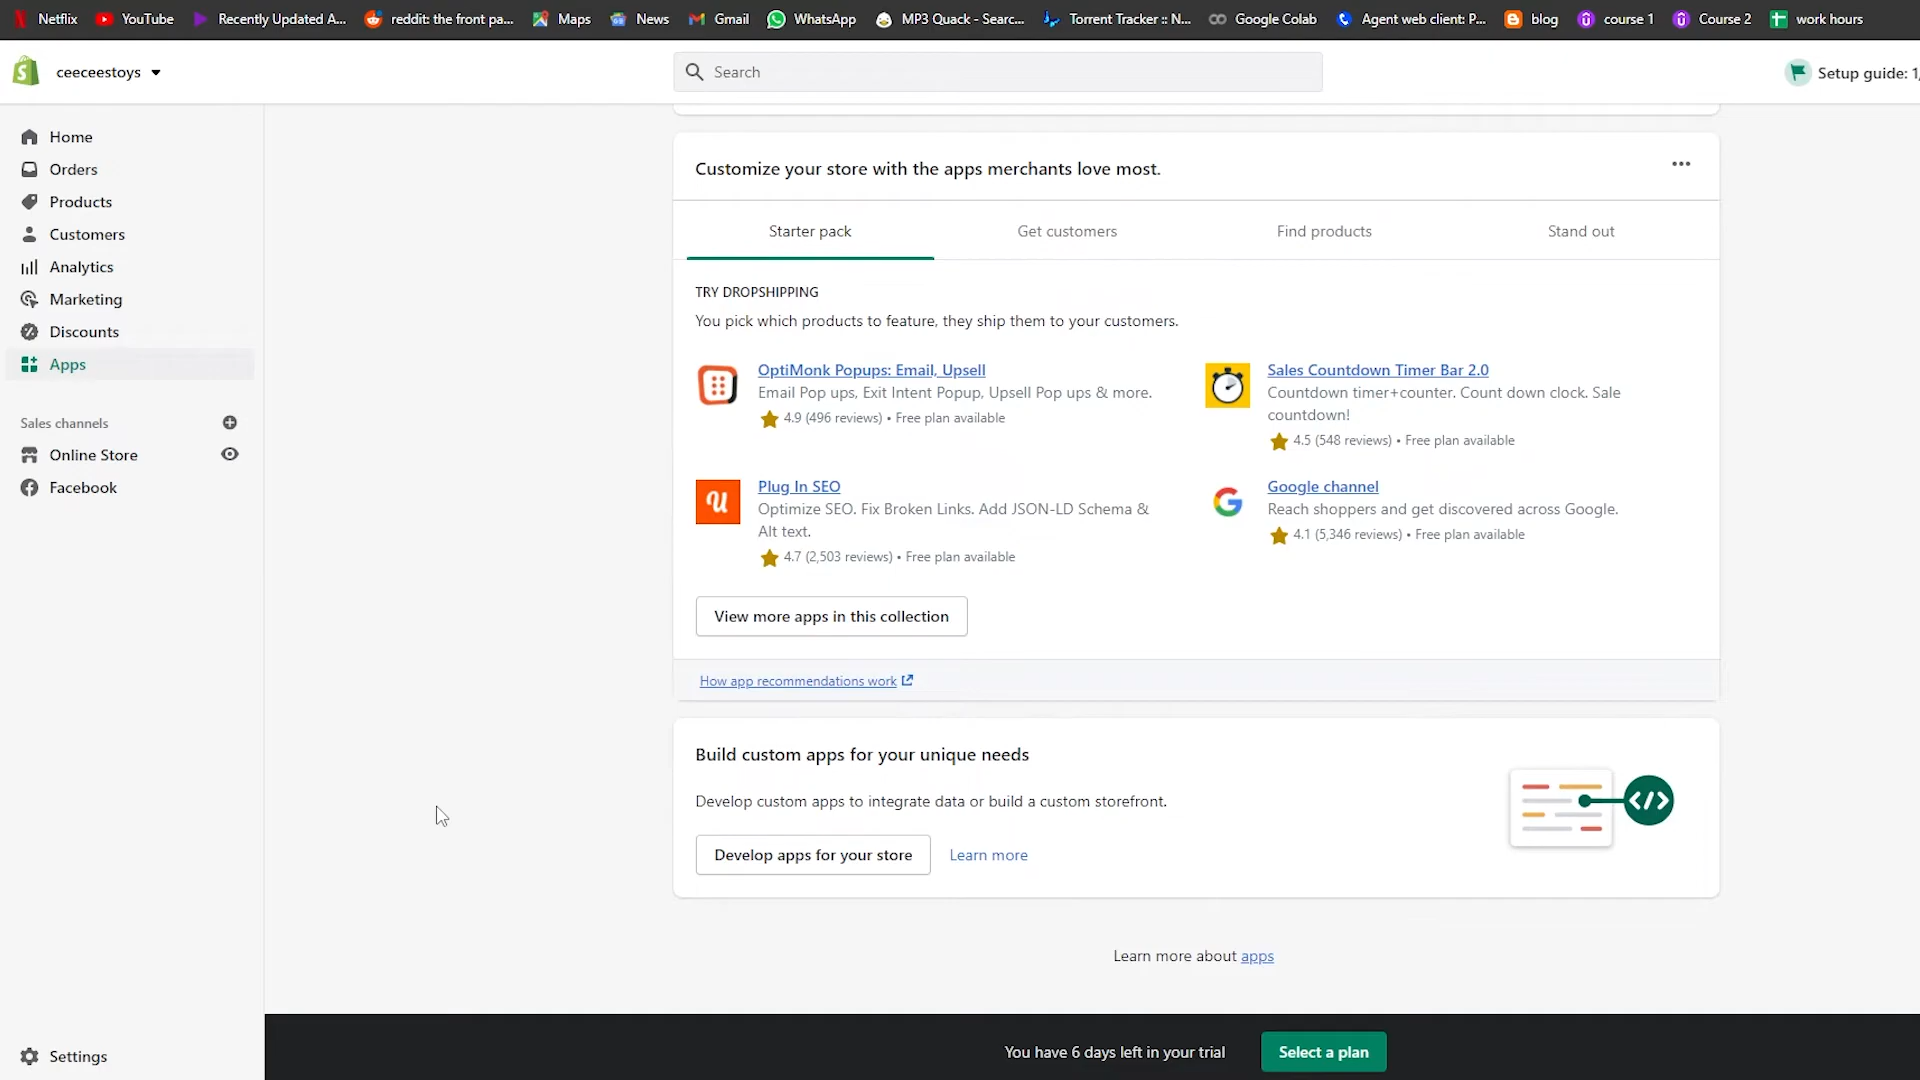 Netflix YouTube Recently Updated A... reddit: the front pa... Maps News Gmail WhatsApp MP3 Quack - Searc... Torrent Tracker :: N... Google Colab Agent web client: P... blog course 1 Course 2 work hours
ceeceestoys
Search
Setup guide: 1/
Home
Orders
Products
Customers
Analytics
Marketing
Discounts
Apps
Sales channels
Online Store
Facebook
Settings
Customize your store with the apps merchants love most.
Starter pack Get customers Find products Stand out
TRY DROPSHIPPING
You pick which products to feature, they ship them to your customers.
OptiMonk Popups: Email, Upsell
Email Pop ups, Exit Intent Popup, Upsell Pop ups & more.
4.9 (496 reviews) • Free plan available
Sales Countdown Timer Bar 2.0
Countdown timer+counter. Count down clock. Sale
countdown!
4.5 (548 reviews) • Free plan available
Plug In SEO
Optimize SEO. Fix Broken Links. Add JSON-LD Schema &
Alt text.
4.7 (2,503 reviews) • Free plan available
Google channel
Reach shoppers and get discovered across Google.
4.1 (5,346 reviews) • Free plan available
View more apps in this collection
How app recommendations work
Build custom apps for your unique needs
Develop custom apps to integrate data or build a custom storefront.
Develop apps for your store Learn more
Learn more about apps
You have 6 days left in your trial Select a plan